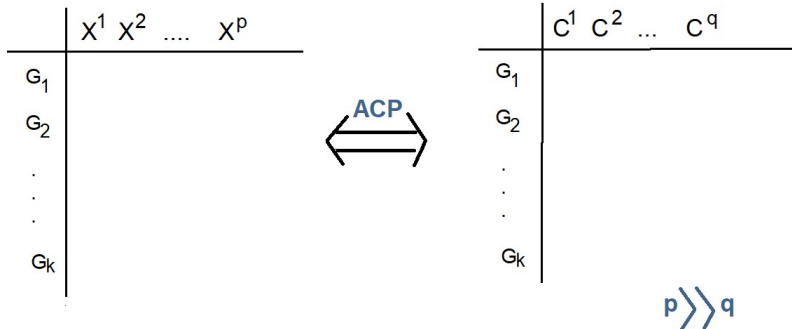 X¹ X² .... Xᵖ
G₁
G₂
.
.
.
Gₖ
ACP
C¹ C² ... C^q
G₁
G₂
.
.
.
Gₖ
p>>q